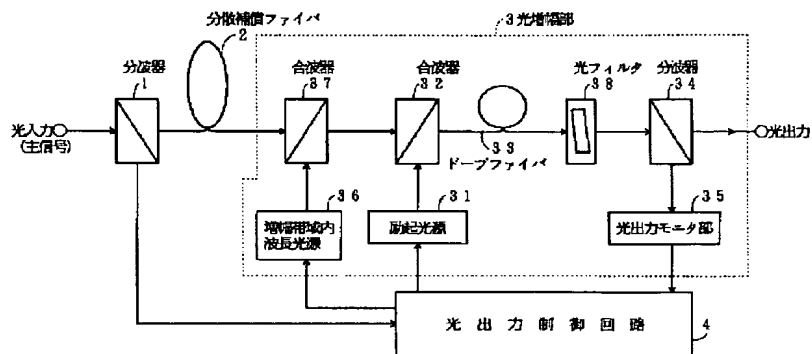 分散補償ファイバ
2
3光増幅部
分波器
1
合波器
37
合波器
32
光フィルタ
38
分波器
34
光入力
(主信号)
光出力
33
ドープファイバ
36
増幅帯域内
波長光源
31
励起光源
35
光出力モニタ部
光出力制御回路
4